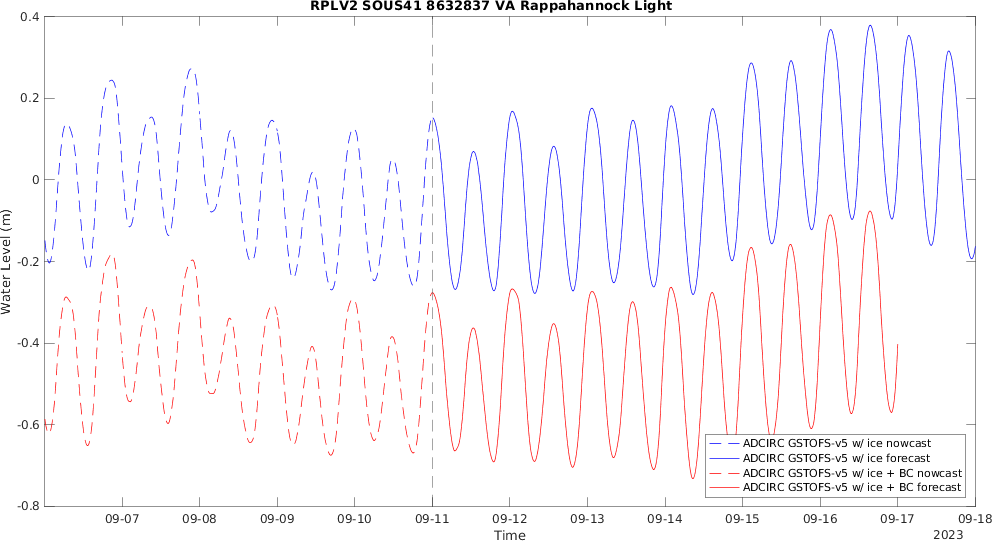 RPLV2 SOUS41 8632837 VA Rappahannock Light
0.4
0.2
0
-0.2
-0.4
-0.6
-0.8
Water Level (m)
ADCIRC GSTOFS-v5 w/ ice nowcast
ADCIRC GSTOFS-v5 w/ ice forecast
ADCIRC GSTOFS-v5 w/ ice + BC nowcast
ADCIRC GSTOFS-v5 w/ ice + BC forecast
09-07 09-08 09-09 09-10 09-11 09-12 09-13 09-14 09-15 09-16 09-17 09-18
Time
2023